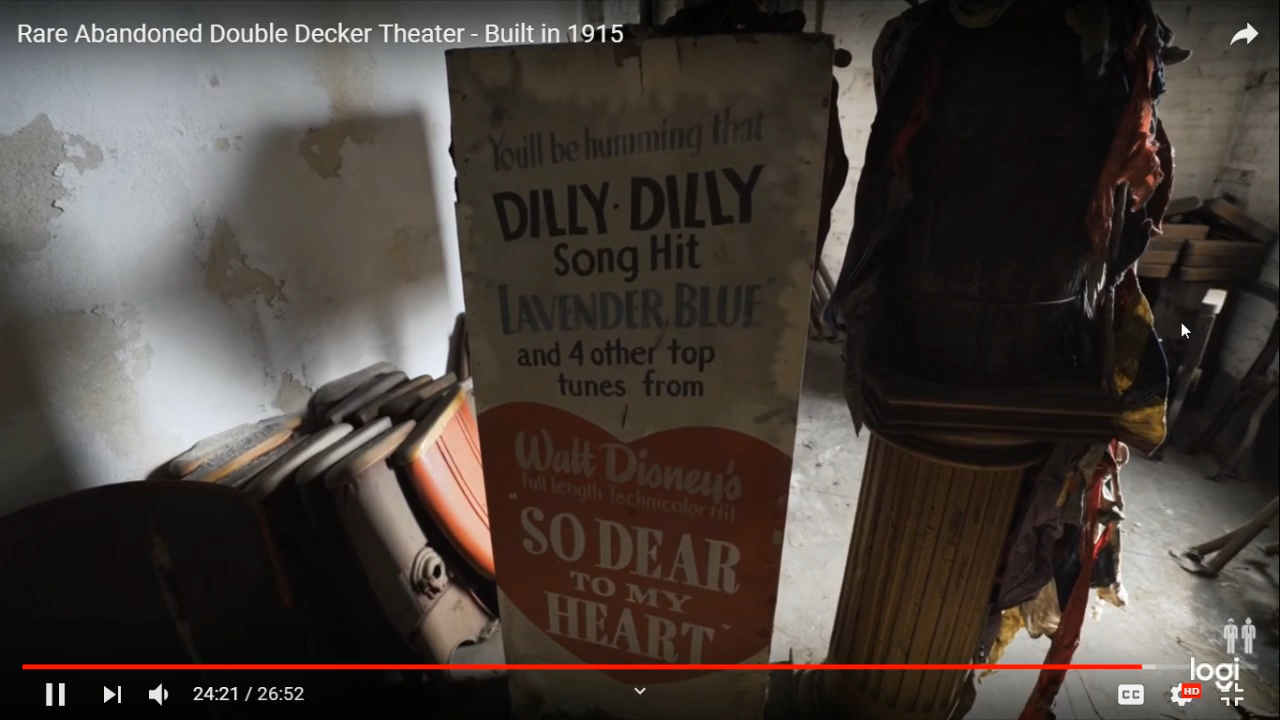 Rare Abandoned Double Decker Theater - Built in 1915
You'll be humming that
DILLY·DILLY
Song Hit
"LAVENDER BLUE"
and 4 other top
tunes from
Walt Disney's
full length Technicolor Hit
"SO DEAR
TO MY
HEART"
logi
24:21 / 26:52
CC
HD